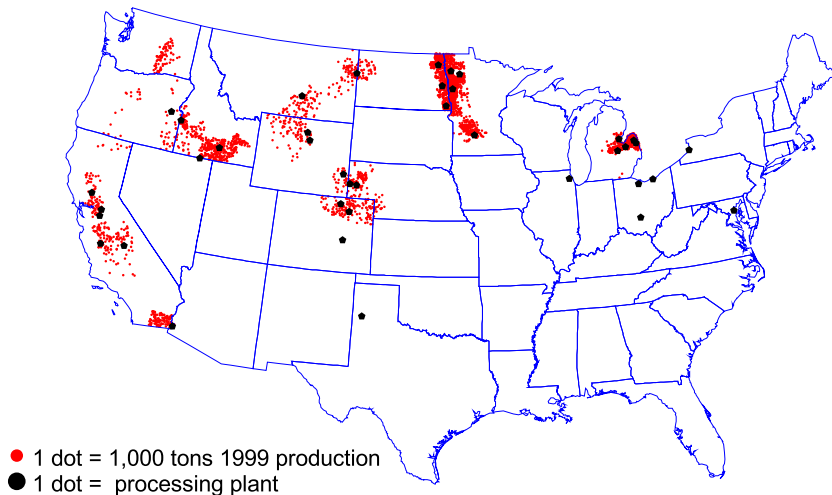 1 dot = 1,000 tons 1999 production
1 dot = processing plant